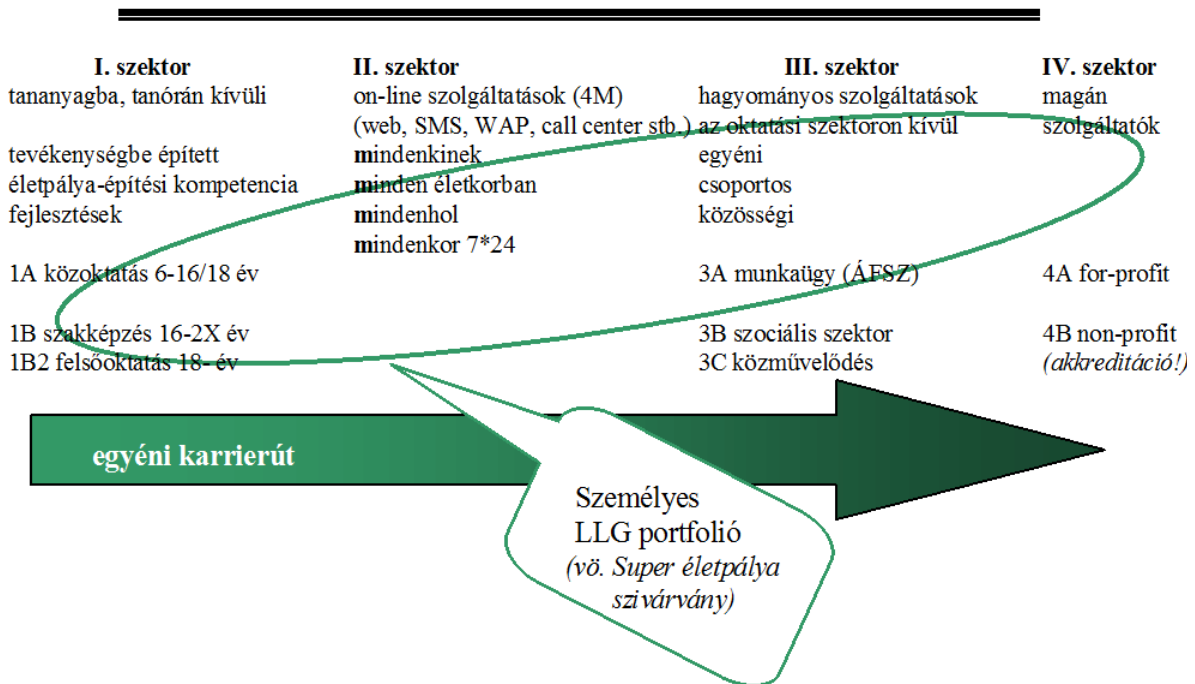 I. szektor
tananyagba, tanórán kívüli
tevékenységbe épített
életpálya-építési kompetencia
fejlesztések
1A közoktatás 6-16/18 év
1B szakképzés 16-2X év
1B2 felsőoktatás 18- év
II. szektor
on-line szolgáltatások (4M)
(web, SMS, WAP, call center stb.)
mindenkinek
minden életkorban
mindenhol
mindenkor 7*24
III. szektor
hagyományos szolgáltatások
az oktatási szektoron kívül
egyéni
csoportos
közösségi
3A munkaügy (ÁFSZ)
3B szociális szektor
3C közművelődés
IV. szektor
magán
szolgáltatók
4A for-profit
4B non-profit
(akkreditáció!)
egyéni karrierút
Személyes
LLG portfolió
(vö. Super életpálya
szivárvány)